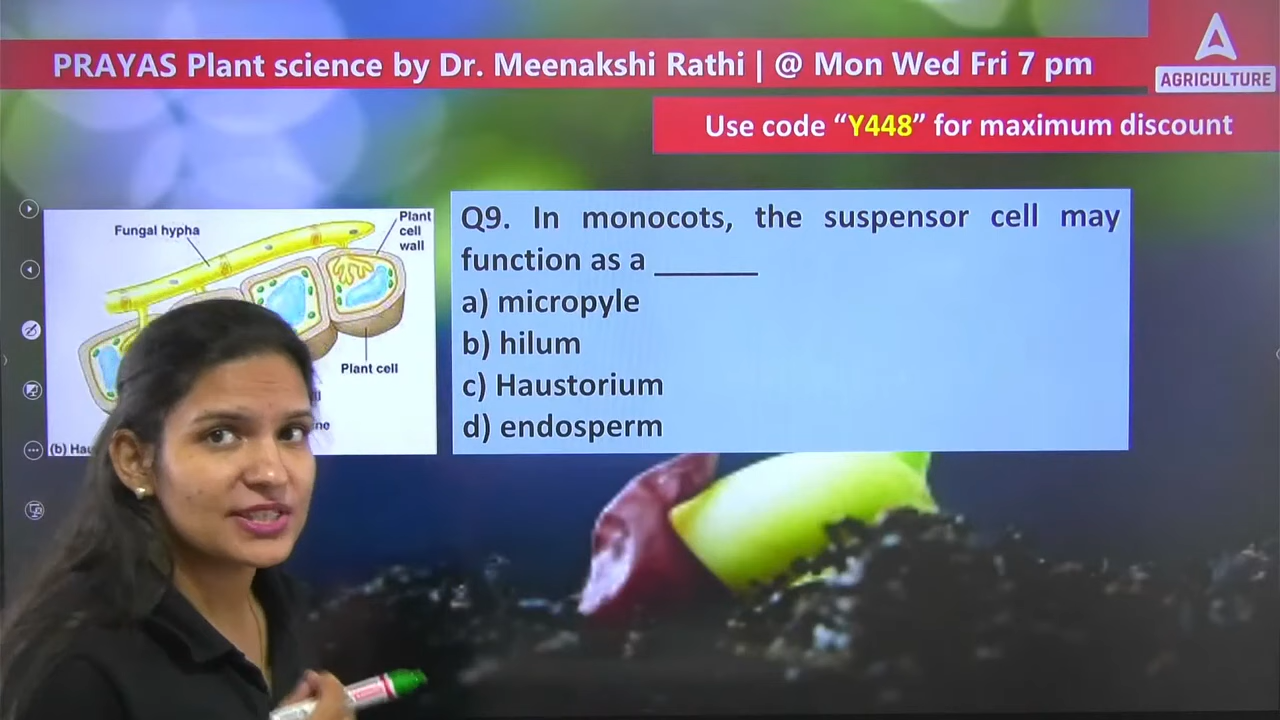 PRAYAS Plant science by Dr. Meenakshi Rathi | @ Mon Wed Fri 7 pm
AGRICULTURE
Use code “Y448” for maximum discount
Fungal hypha
Plant
cell
wall
Plant cell
Q9. In monocots, the suspensor cell may
function as a ______
a) micropyle
b) hilum
c) Haustorium
d) endosperm